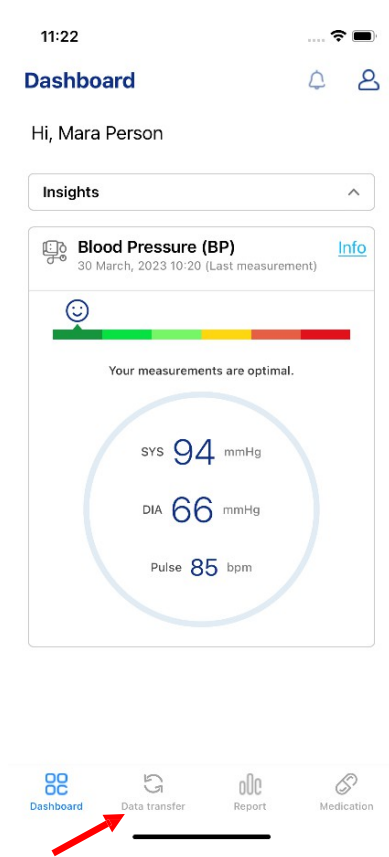 11:22
Dashboard
Hi, Mara Person
Insights
Blood Pressure (BP) Info
30 March, 2023 10:20 (Last measurement)
Your measurements are optimal.
SYS 94 mmHg
DIA 66 mmHg
Pulse 85 bpm
Dashboard Data transfer Report Medication